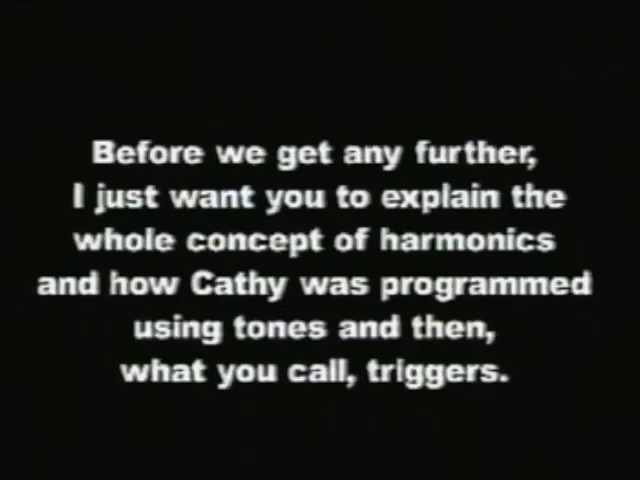 Before we get any further,
I just want you to explain the
whole concept of harmonics
and how Cathy was programmed
using tones and then,
what you call, triggers.